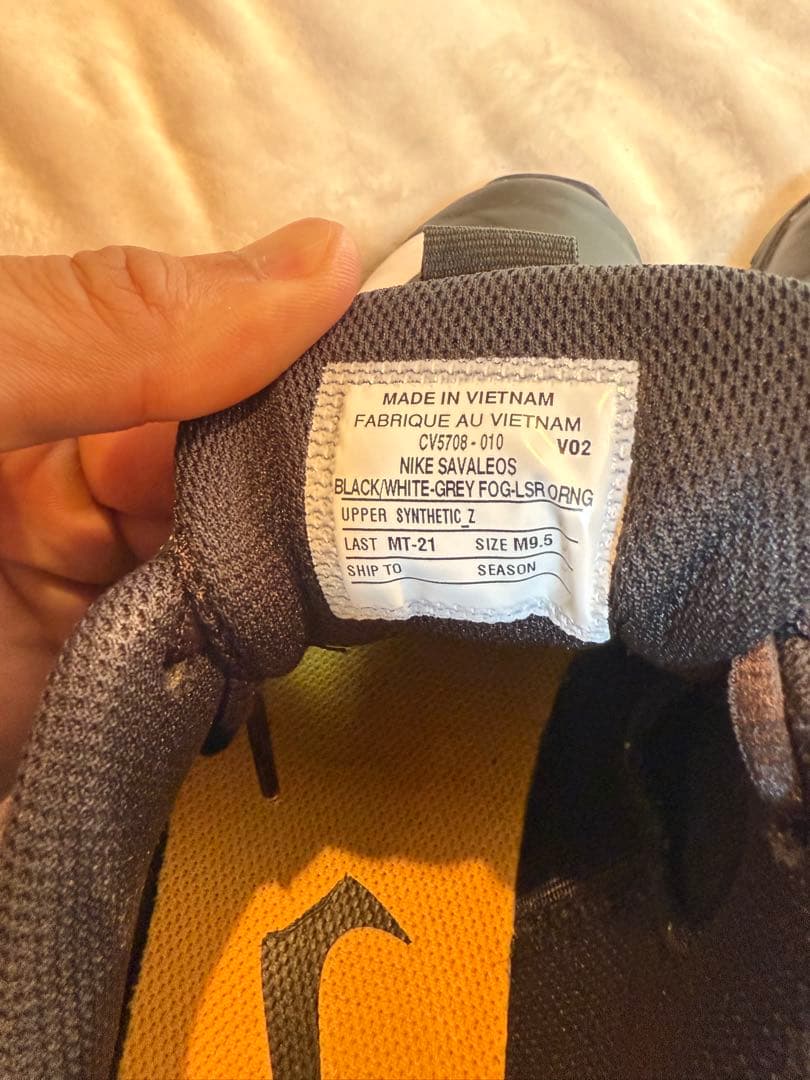 MADE IN VIETNAM
FABRIQUE AU VIETNAM
CV5708 - 010 V02
NIKE SAVALEOS
BLACK/WHITE-GREY FOG-LSR ORNG
UPPER SYNTHETIC_Z
LAST MT-21 SIZE M9.5
SHIP TO SEASON